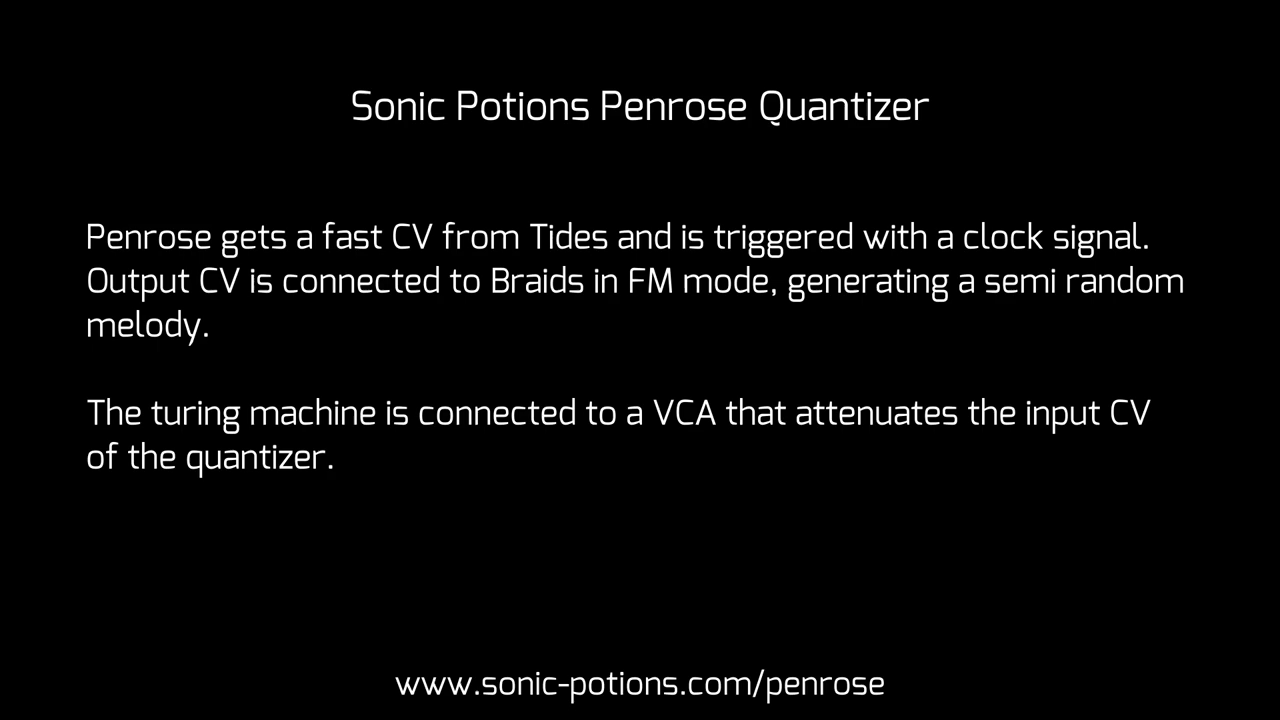 Sonic Potions Penrose Quantizer
Penrose gets a fast CV from Tides and is triggered with a clock signal.
Output CV is connected to Braids in FM mode, generating a semi random
melody.
The turing machine is connected to a VCA that attenuates the input CV
of the quantizer.
www.sonic-potions.com/penrose